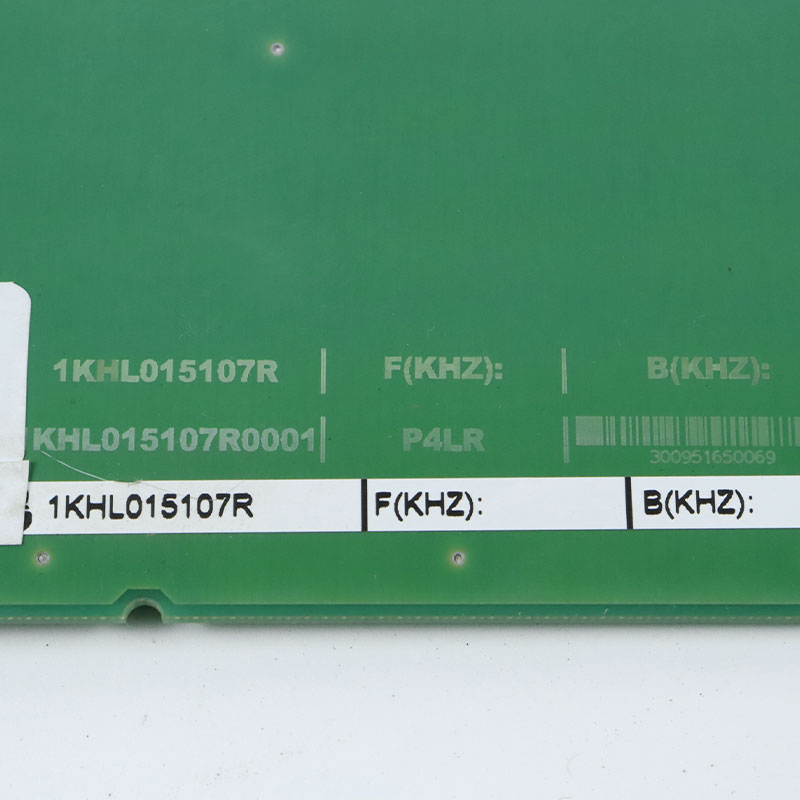 1KHL015107R | F(KHZ): | B(KHZ):
KHL015107R0001 | P4LR |
300951650069
1KHL015107R | F(KHZ): | B(KHZ):